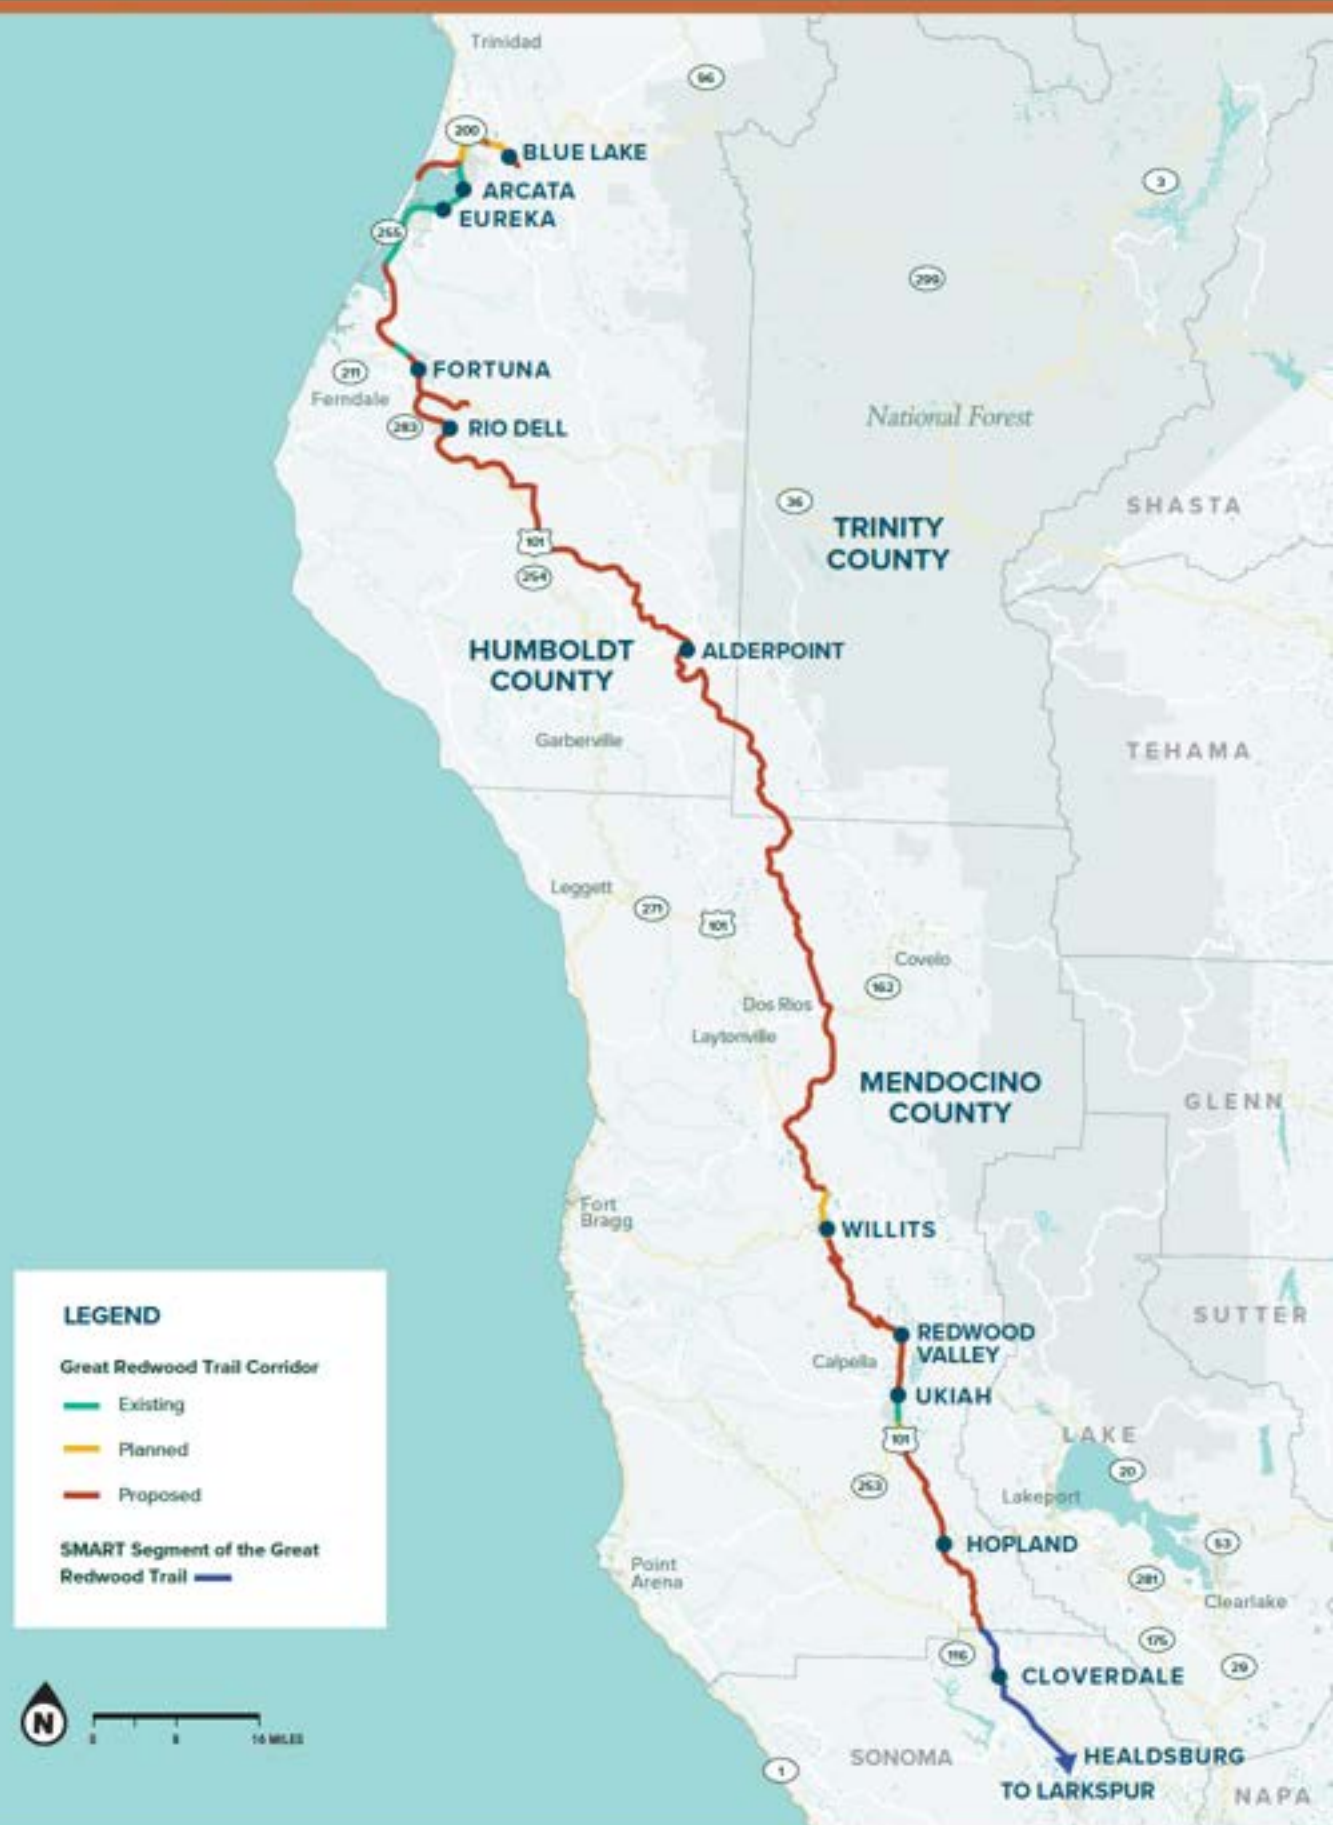 Trinidad
96
200
BLUE LAKE
3
ARCATA
EUREKA
255
299
211
FORTUNA
Ferndale
283
RIO DELL
National Forest
36
SHASTA
TRINITY
COUNTY
101
254
HUMBOLDT
COUNTY
ALDERPOINT
Garberville
TEHAMA
Leggett
271
101
Covelo
162
Dos Rios
Laytonville
MENDOCINO
COUNTY
GLENN
Fort
Bragg
WILLITS
SUTTER
REDWOOD
VALLEY
Calpella
UKIAH
101
LAKE
20
253
Lakeport
HOPLAND
53
Point
Arena
281
Clearlake
175
116
29
CLOVERDALE
SONOMA
1
HEALDSBURG
TO LARKSPUR
NAPA
LEGEND
Great Redwood Trail Corridor
Existing
Planned
Proposed
SMART Segment of the Great
Redwood Trail
N
16 MILES